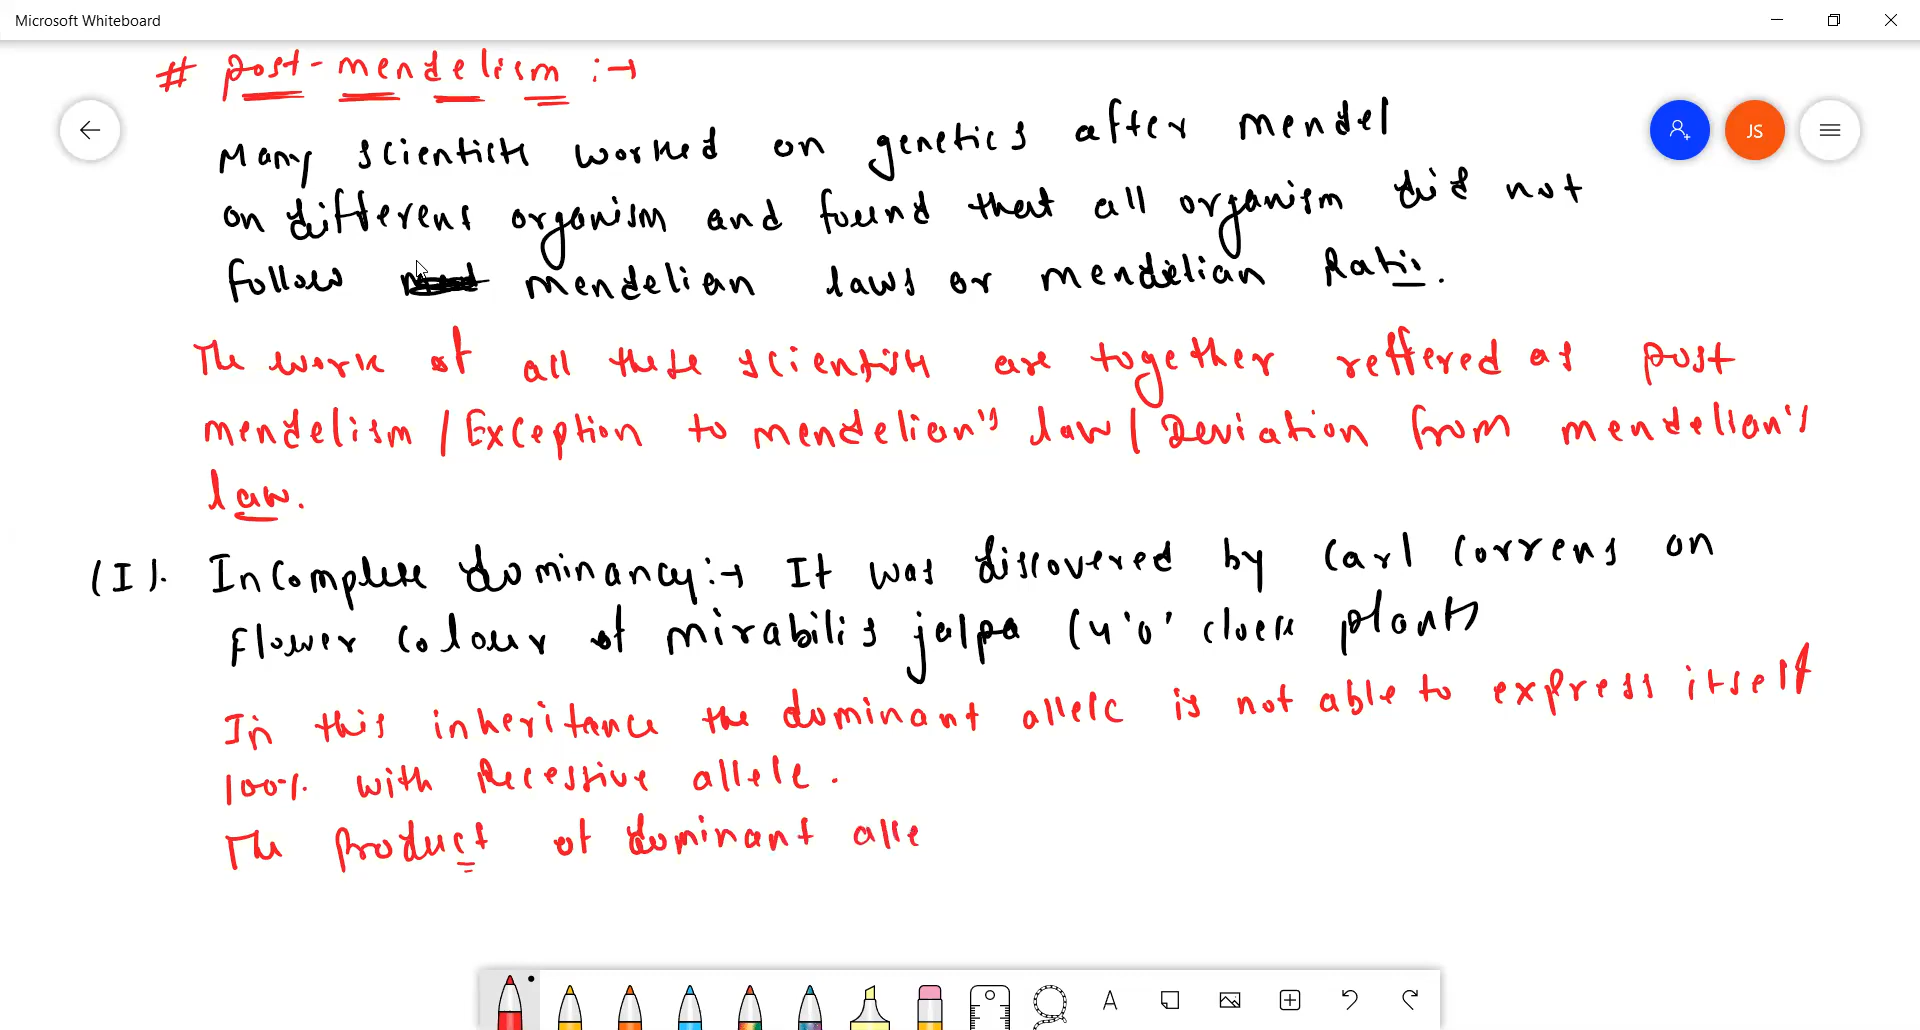 Microsoft Whiteboard
# post-mendelism :→
JS
Many scientists worked on genetics after mendel
on different organism and found that all organism did not
follow mendelian laws or mendelian Ratio.
The work of all these scientists are together reffered as post
mendelism / Exception to mendelian's law / Deviation from mendelian's
law.
(I). Incomplete dominancy :→ It was discovered by Carl Correns on
Flower colour of mirabilis jalpa (4'o' clock plant)
In this inheritance the dominant allele is not able to express itself
100% with Recessive allele.
The Product of dominant alle
A